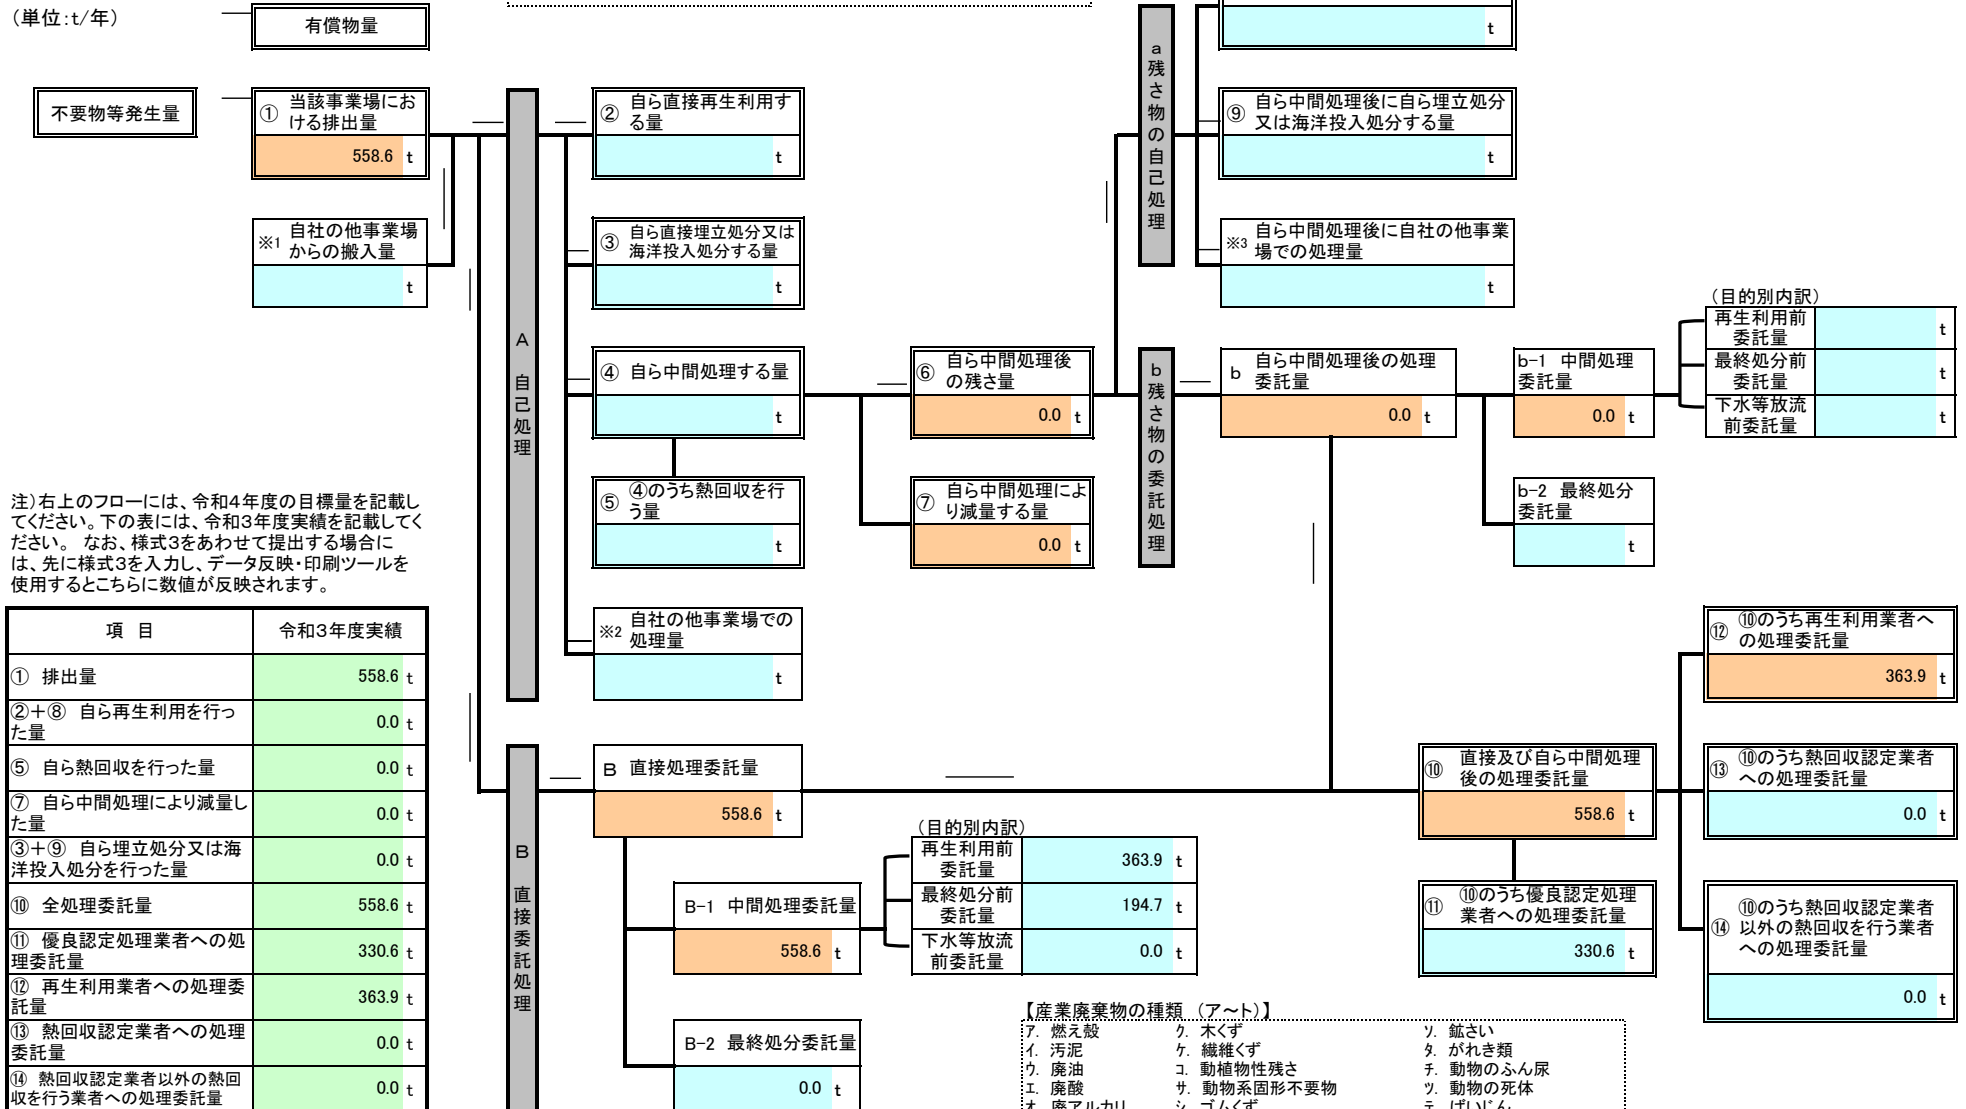 （単位：t/年）
有償物量
t
不要物等発生量
① 当該事業場にお
ける排出量
558.6 t
※1 自社の他事業場
からの搬入量
t
A 自己処理
② 自ら直接再生利用す
る量
t
③ 自ら直接埋立処分又は
海洋投入処分する量
t
④ 自ら中間処理する量
t
⑤ ④のうち熱回収を行
う量
t
※2 自社の他事業場での
処理量
t
⑥ 自ら中間処理後
の残さ量
0.0 t
⑦ 自ら中間処理によ
り減量する量
0.0 t
a 残さ物の自己処理
⑨ 自ら中間処理後に自ら埋立処分
又は海洋投入処分する量
t
※3 自ら中間処理後に自社の他事業
場での処理量
t
b 残さ物の委託処理
b 自ら中間処理後の処理
委託量
0.0 t
b-1 中間処理
委託量
0.0 t
（目的別内訳）
再生利用前
委託量
t
最終処分前
委託量
t
下水等放流
前委託量
t
b-2 最終処分
委託量
t
注）右上のフローには、令和４年度の目標量を記載し
てください。下の表には、令和３年度実績を記載してく
ださい。 なお、様式３をあわせて提出する場合に
は、先に様式３を入力し、データ反映・印刷ツールを
使用するとこちらに数値が反映されます。
項 目 令和３年度実績
① 排出量 558.6 t
②＋⑧ 自ら再生利用を行っ
た量
0.0 t
⑤ 自ら熱回収を行った量 0.0 t
⑦ 自ら中間処理により減量し
た量
0.0 t
③＋⑨ 自ら埋立処分又は海
洋投入処分を行った量
0.0 t
⑩ 全処理委託量 558.6 t
⑪ 優良認定処理業者への処
理委託量
330.6 t
⑫ 再生利用業者への処理委
託量
363.9 t
⑬ 熱回収認定業者への処理
委託量
0.0 t
⑭ 熱回収認定業者以外の熱回
収を行う業者への処理委託量
0.0 t
B 直接委託処理
B 直接処理委託量
558.6 t
B-1 中間処理委託量
558.6 t
B-2 最終処分委託量
0.0 t
（目的別内訳）
再生利用前
委託量
363.9 t
最終処分前
委託量
194.7 t
下水等放流
前委託量
0.0 t
⑩ 直接及び自ら中間処理
後の処理委託量
558.6 t
⑪ ⑩のうち優良認定処理
業者への処理委託量
330.6 t
⑫ ⑩のうち再生利用業者へ
の処理委託量
363.9 t
⑬ ⑩のうち熱回収認定業者
への処理委託量
0.0 t
⑭ ⑩のうち熱回収認定業者
以外の熱回収を行う業者
への処理委託量
0.0 t
【産業廃棄物の種類 （ア～ト）】
ｱ. 燃え殻 ｸ. 木くず ｿ. 鉱さい
ｲ. 汚泥 ｹ. 繊維くず ﾀ. がれき類
ｳ. 廃油 ｺ. 動植物性残さ ﾁ. 動物のふん尿
ｴ. 廃酸 ｻ. 動物系固形不要物 ﾂ. 動物の死体
ｵ. 廃アルカリ ｼ. ゴムくず ﾃ. ばいじん